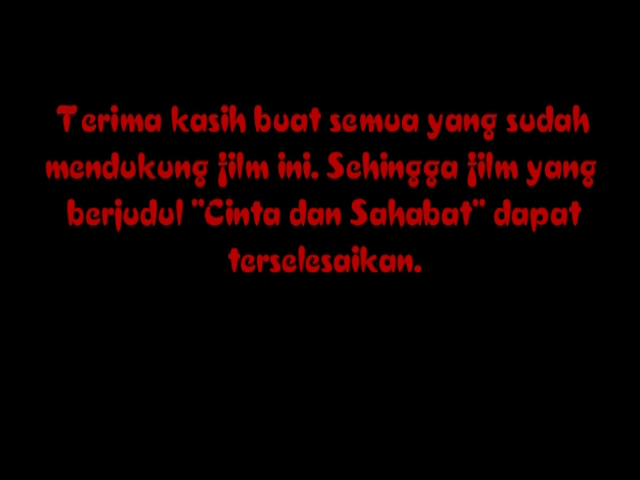 Terima kasih buat semua yang sudah
mendukung film ini. Sehingga film yang
berjudul "Cinta dan Sahabat" dapat
terselesaikan.